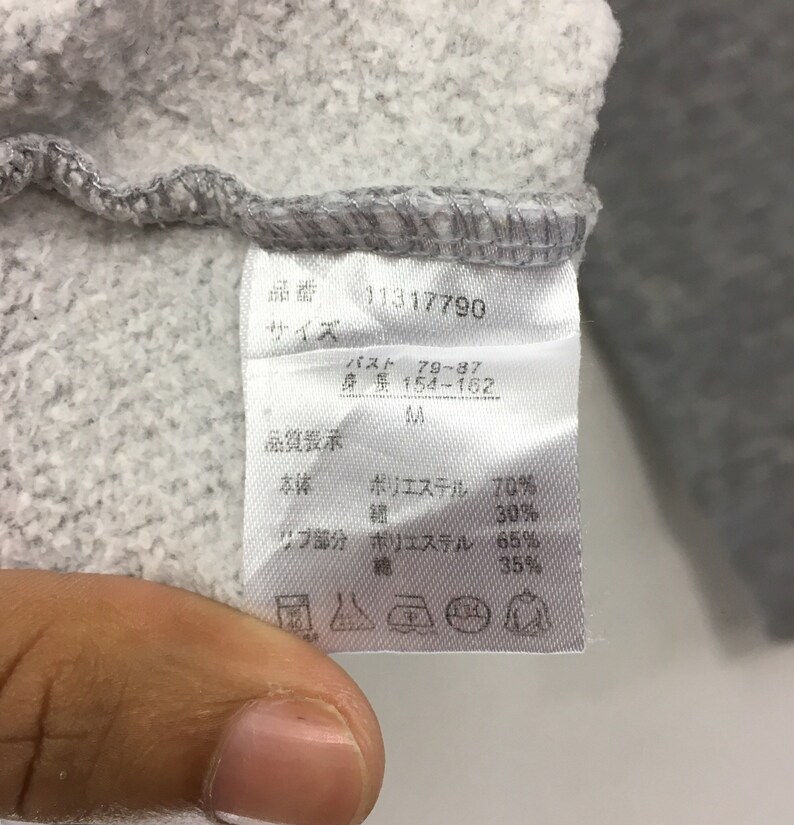 品番 11317790
サイズ
バスト 79-87
身長 154-162
M
品質表示
本体 ポリエステル 70%
綿 30%
リブ部分 ポリエステル 65%
綿 35%